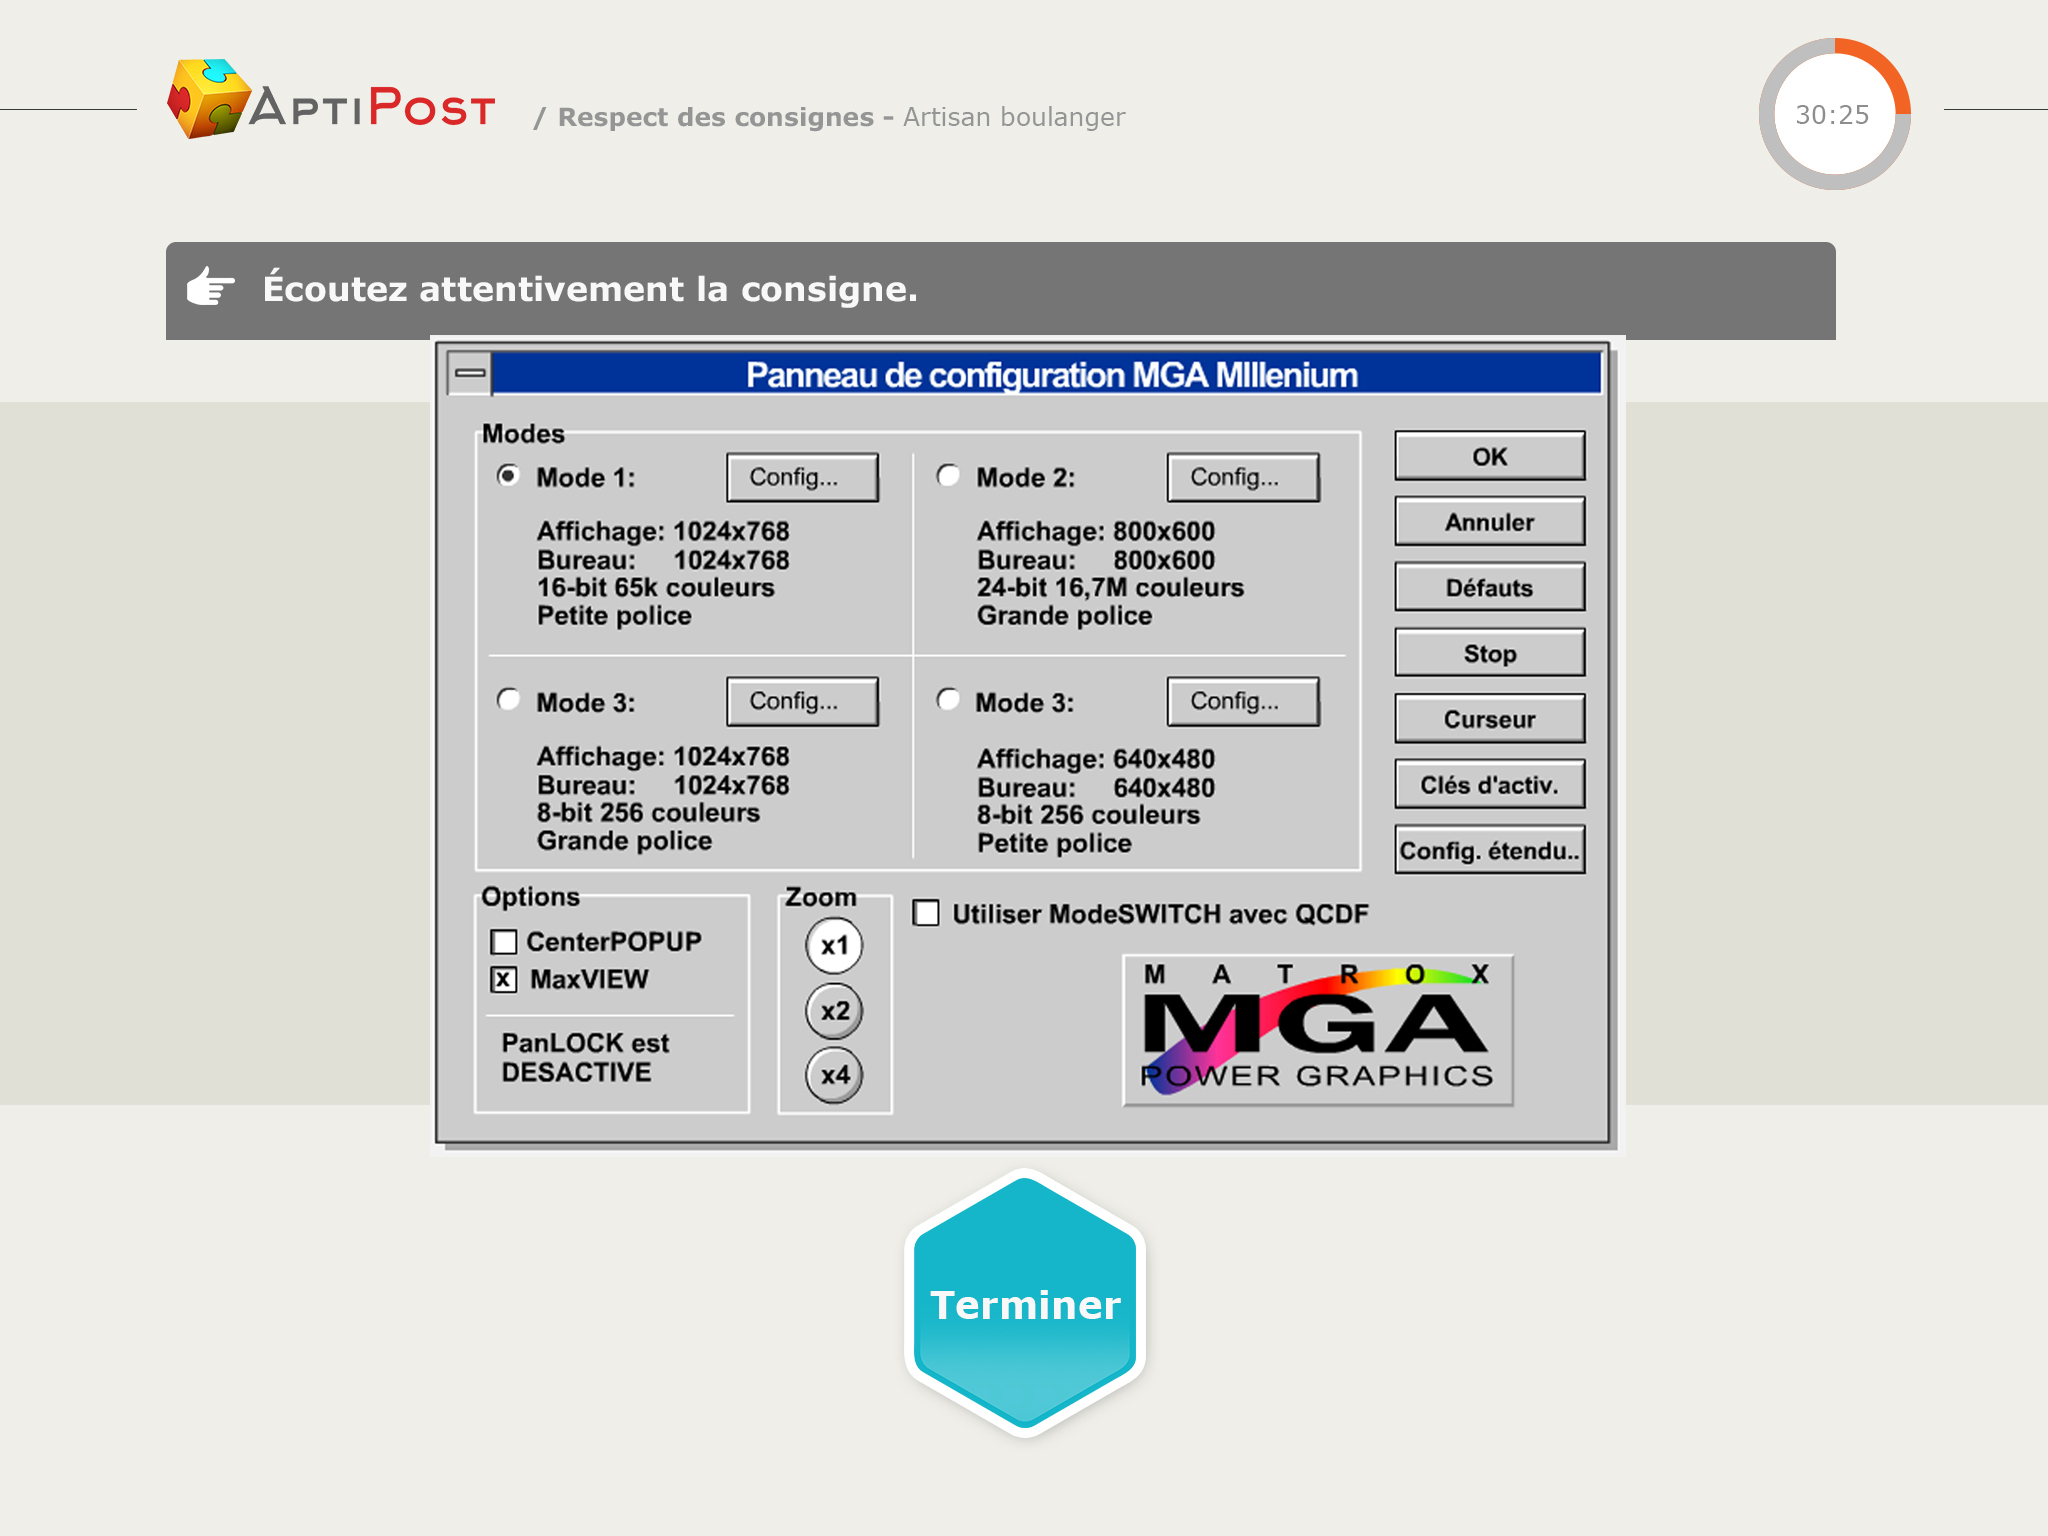 APTIPOST / Respect des consignes - Artisan boulanger
30:25
Écoutez attentivement la consigne.
Panneau de configuration MGA MIllenium
Modes
Mode 1: Config...
Affichage: 1024x768
Bureau: 1024x768
16-bit 65k couleurs
Petite police
Mode 2: Config...
Affichage: 800x600
Bureau: 800x600
24-bit 16,7M couleurs
Grande police
Mode 3: Config...
Affichage: 1024x768
Bureau: 1024x768
8-bit 256 couleurs
Grande police
Mode 3: Config...
Affichage: 640x480
Bureau: 640x480
8-bit 256 couleurs
Petite police
OK
Annuler
Défauts
Stop
Curseur
Clés d'activ.
Config. étendu..
Options
CenterPOPUP
x MaxVIEW
PanLOCK est
DESACTIVE
Zoom
x1
x2
x4
Utiliser ModeSWITCH avec QCDF
MATROX
MGA
POWER GRAPHICS
Terminer